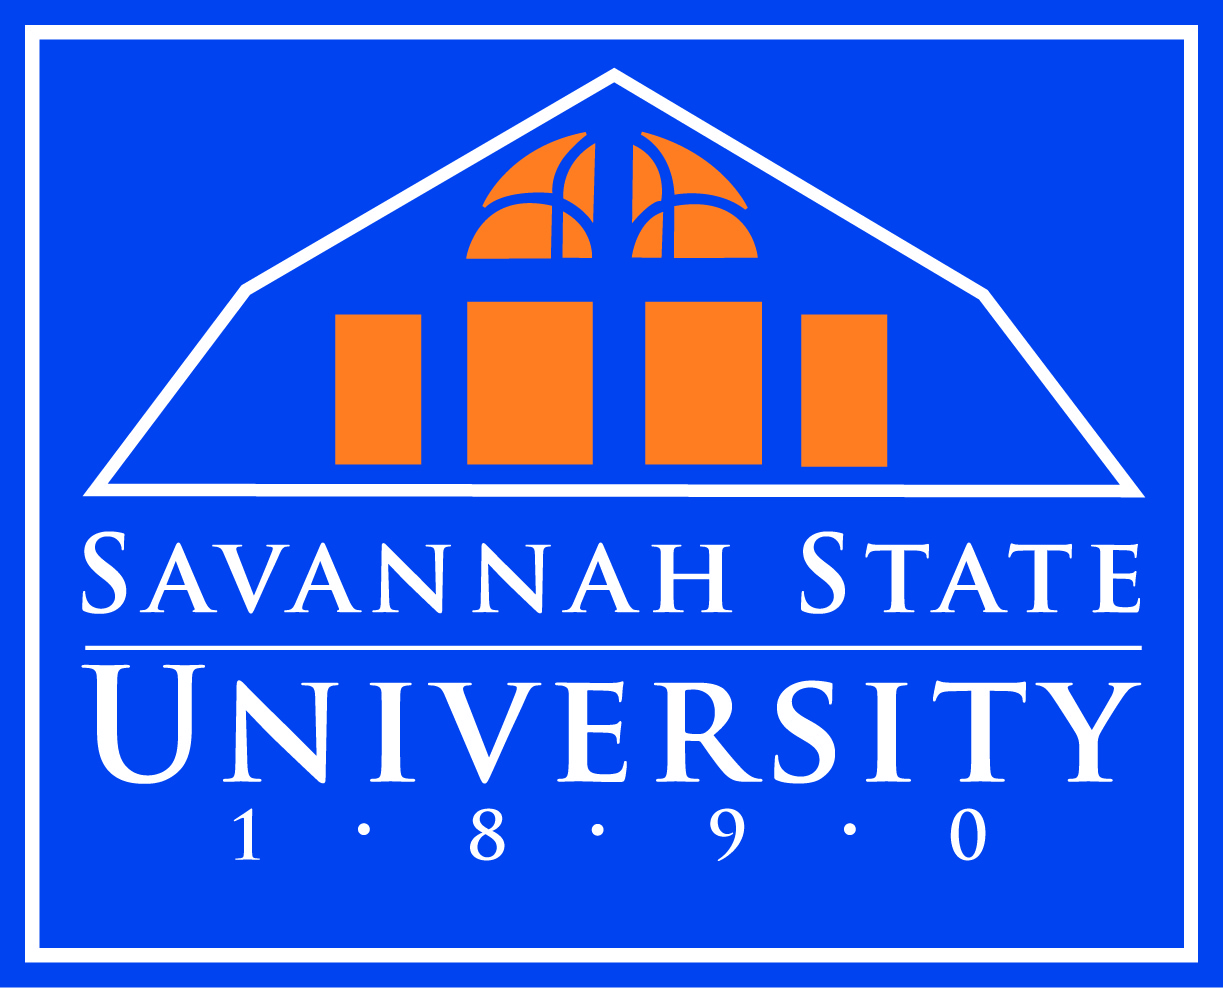 SAVANNAH STATE
UNIVERSITY
1 · 8 · 9 · 0